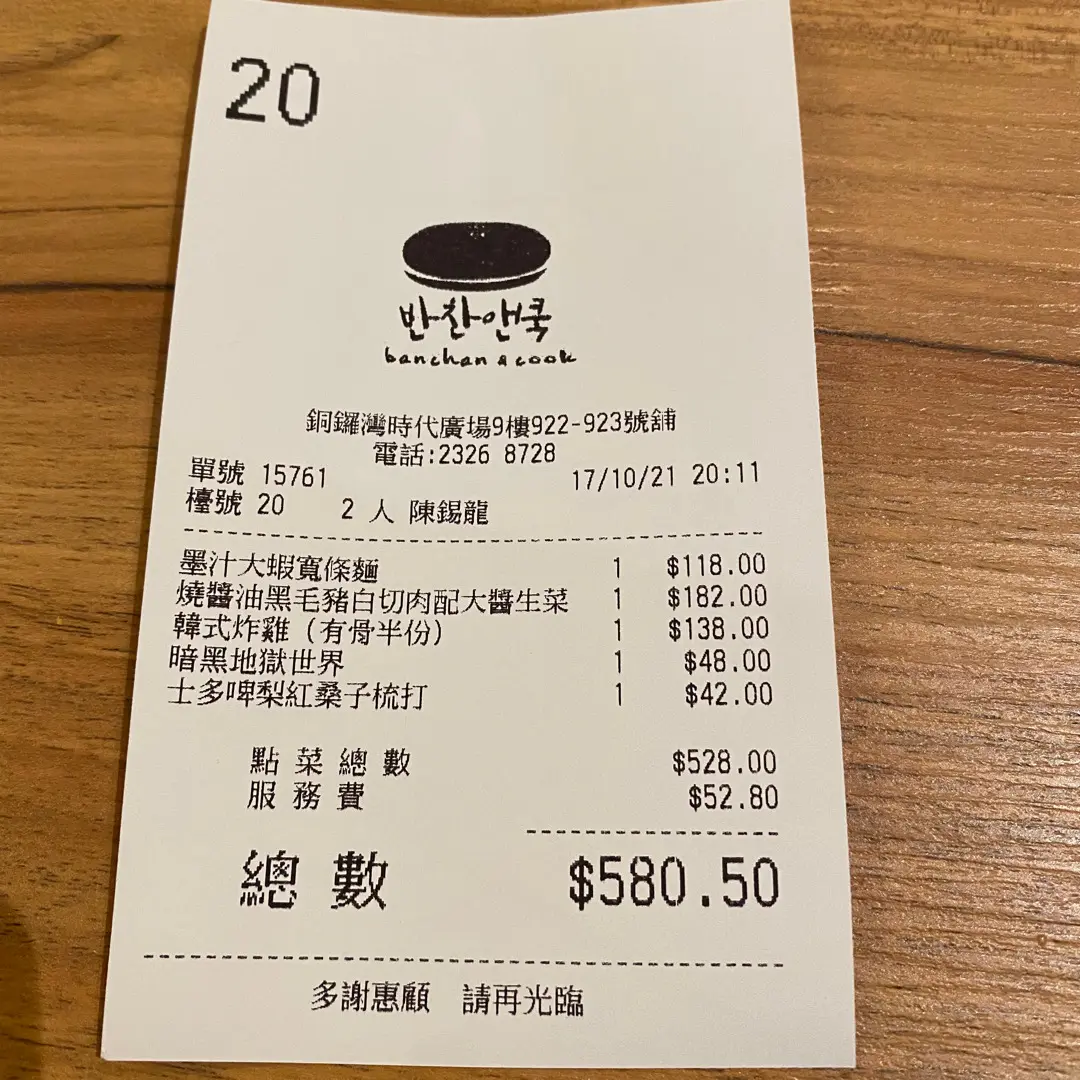 20
반찬앤쿡
banchan & cook
銅鑼灣時代廣場9樓922-923號舖
電話:2326 8728
單號 15761 17/10/21 20:11
檯號 20 2 人 陳錫龍
墨汁大蝦寬條麵 1 $118.00
燒醬油黑毛豬白切肉配大醬生菜 1 $182.00
韓式炸雞(有骨半份) 1 $138.00
暗黑地獄世界 1 $48.00
士多啤梨紅桑子梳打 1 $42.00
點菜總數 $528.00
服務費 $52.80
總數 $580.50
多謝惠顧 請再光臨